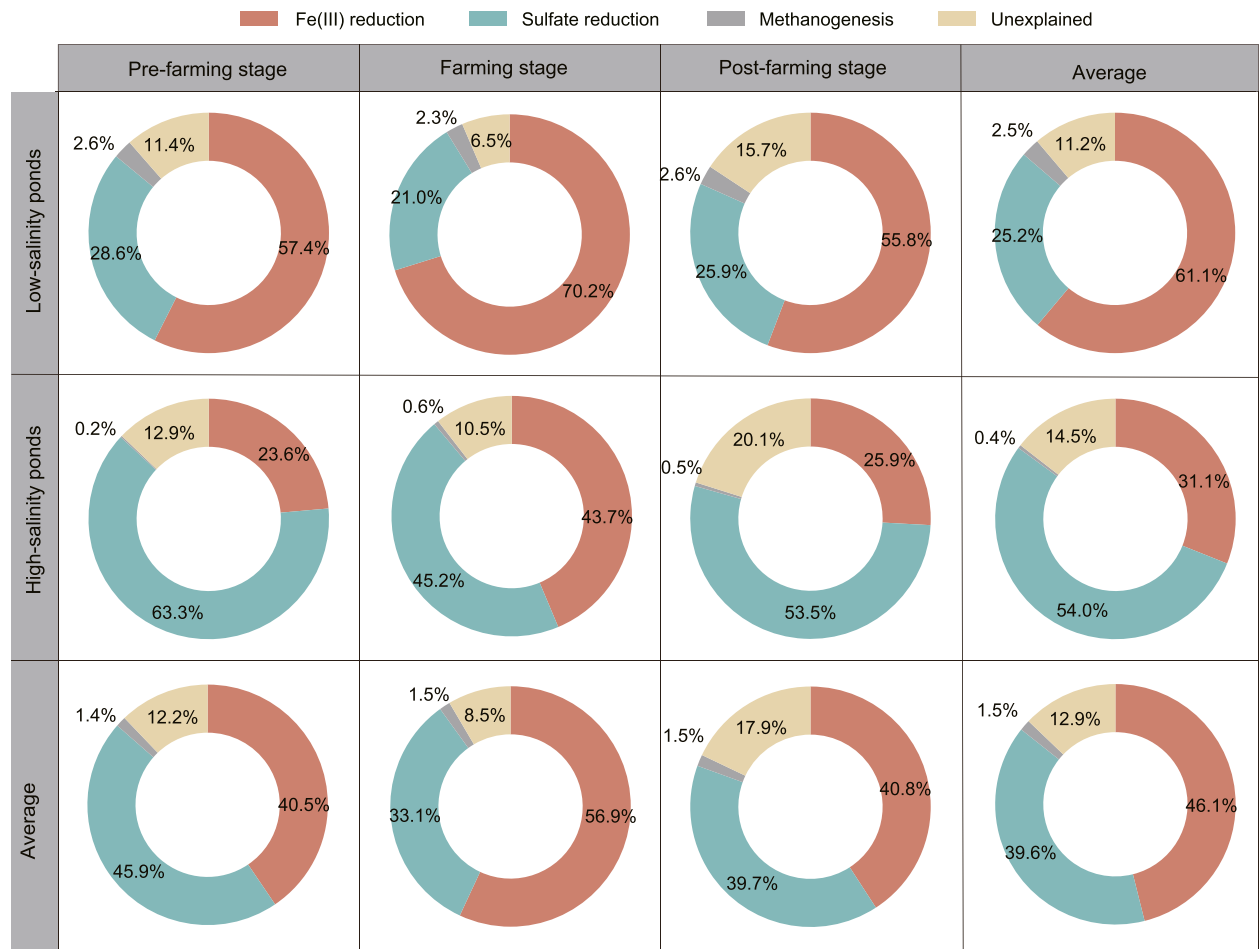 Fe(III) reduction Sulfate reduction Methanogenesis Unexplained
Pre-farming stage Farming stage Post-farming stage Average
Low-salinity ponds
2.6% 11.4% 28.6% 57.4%
2.3% 6.5% 21.0% 70.2%
2.6% 15.7% 25.9% 55.8%
2.5% 11.2% 25.2% 61.1%
High-salinity ponds
0.2% 12.9% 23.6% 63.3%
0.6% 10.5% 43.7% 45.2%
0.5% 20.1% 25.9% 53.5%
0.4% 14.5% 31.1% 54.0%
Average
1.4% 12.2% 40.5% 45.9%
1.5% 8.5% 33.1% 56.9%
1.5% 17.9% 40.8% 39.7%
1.5% 12.9% 46.1% 39.6%